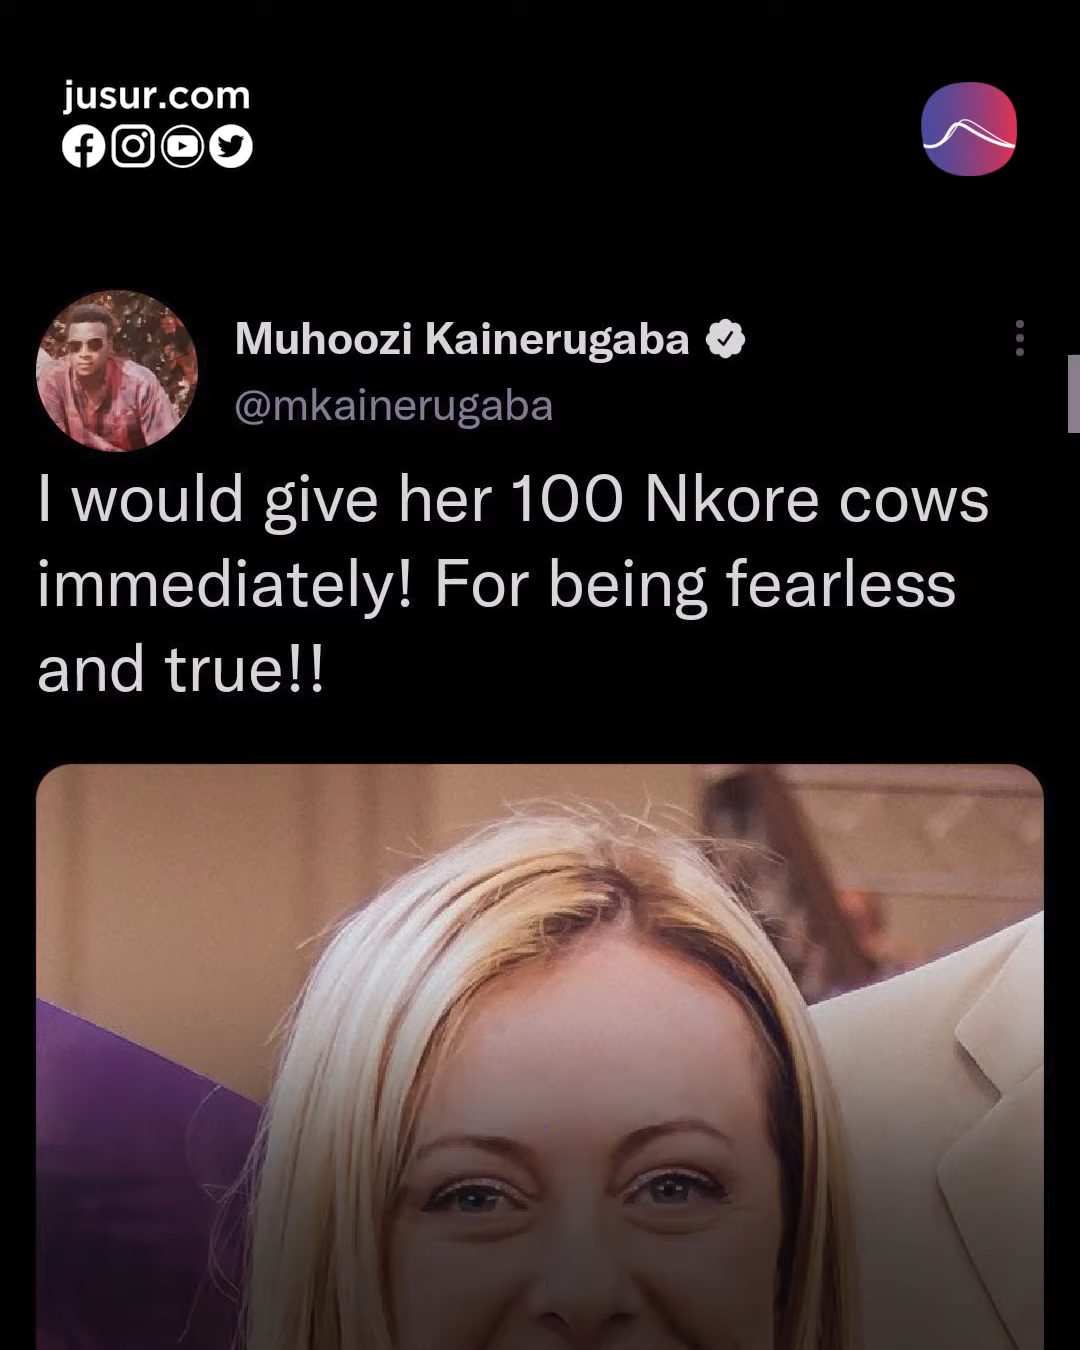 jusur.com
Muhoozi Kainerugaba
@mkainerugaba
I would give her 100 Nkore cows
immediately! For being fearless
and true!!